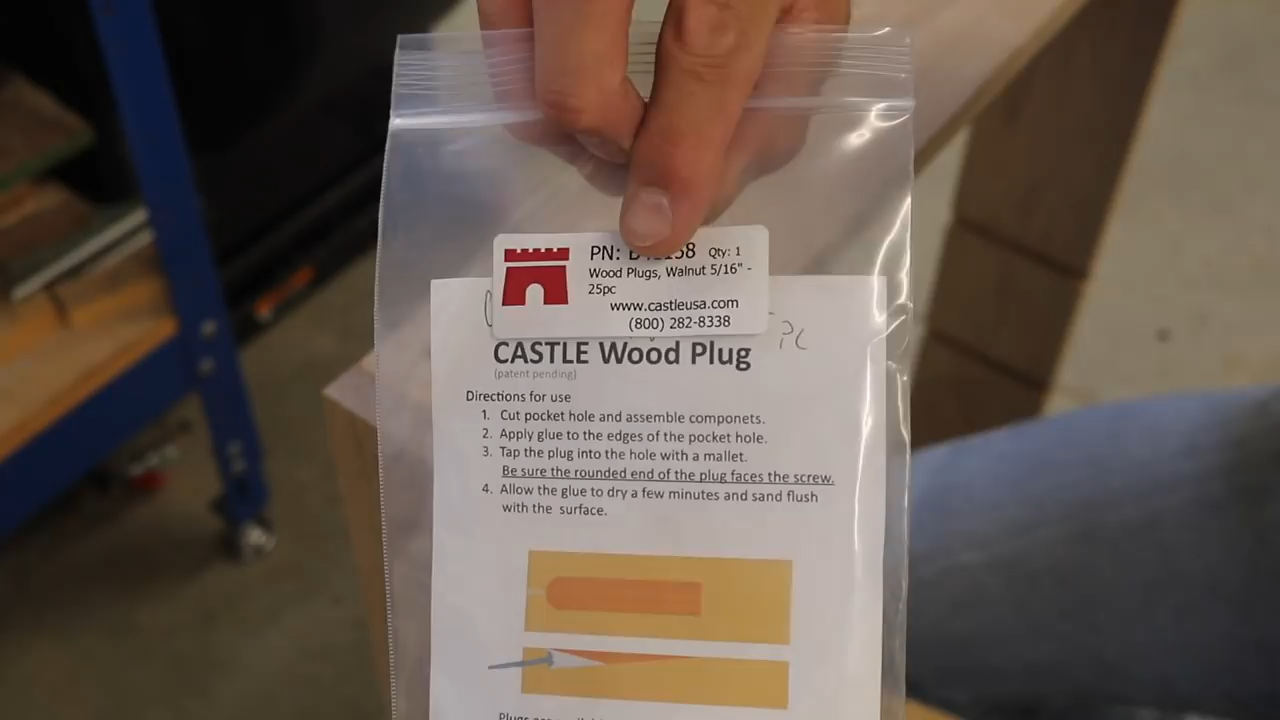 PN: Qty: 1
Wood Plugs, Walnut 5/16" -
25pc
www.castleusa.com
(800) 282-8338
CASTLE Wood Plug
(patent pending)
Directions for use
1. Cut pocket hole and assemble componets.
2. Apply glue to the edges of the pocket hole.
3. Tap the plug into the hole with a mallet.
Be sure the rounded end of the plug faces the screw.
4. Allow the glue to dry a few minutes and sand flush
with the surface.